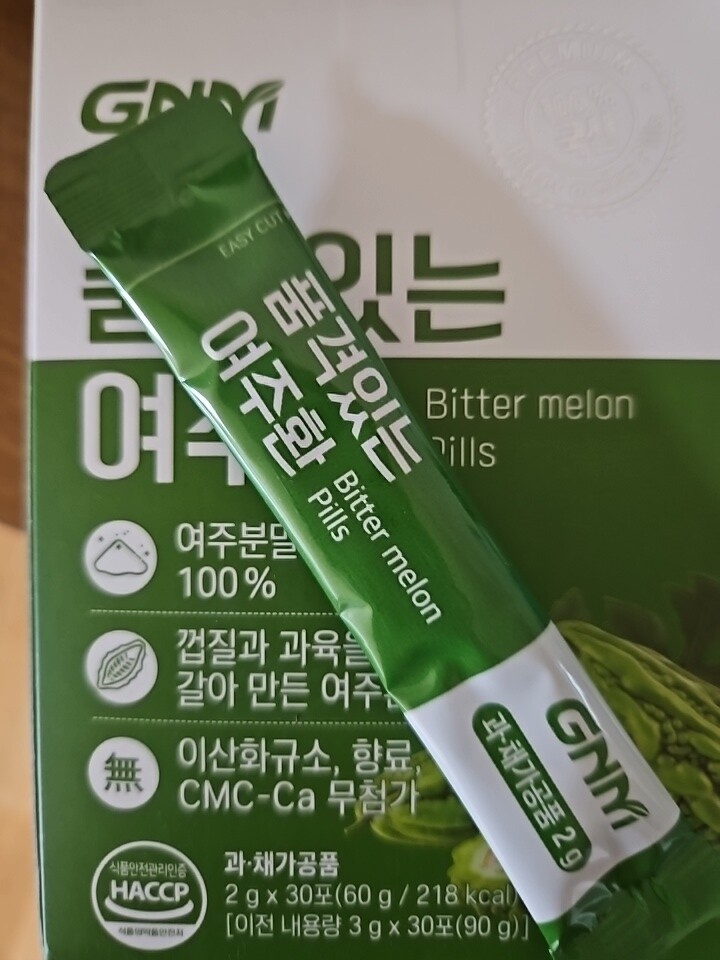 GNM
있는
Bitter melon
여주분말
100%
껍질과 과육을
갈아 만든
無
이산화규소, 향료,
CMC-Ca 무첨가
식품안전관리인증
HACCP
식품의약품안전처
과·채가공품
2 g x 30포(60 g / 218 kcal)
[이전 내용량 3 g x 30포(90 g)]
EASY CUT
품격있는
여주환
Bitter melon
Pills
GNM
과·채가공품 2 g